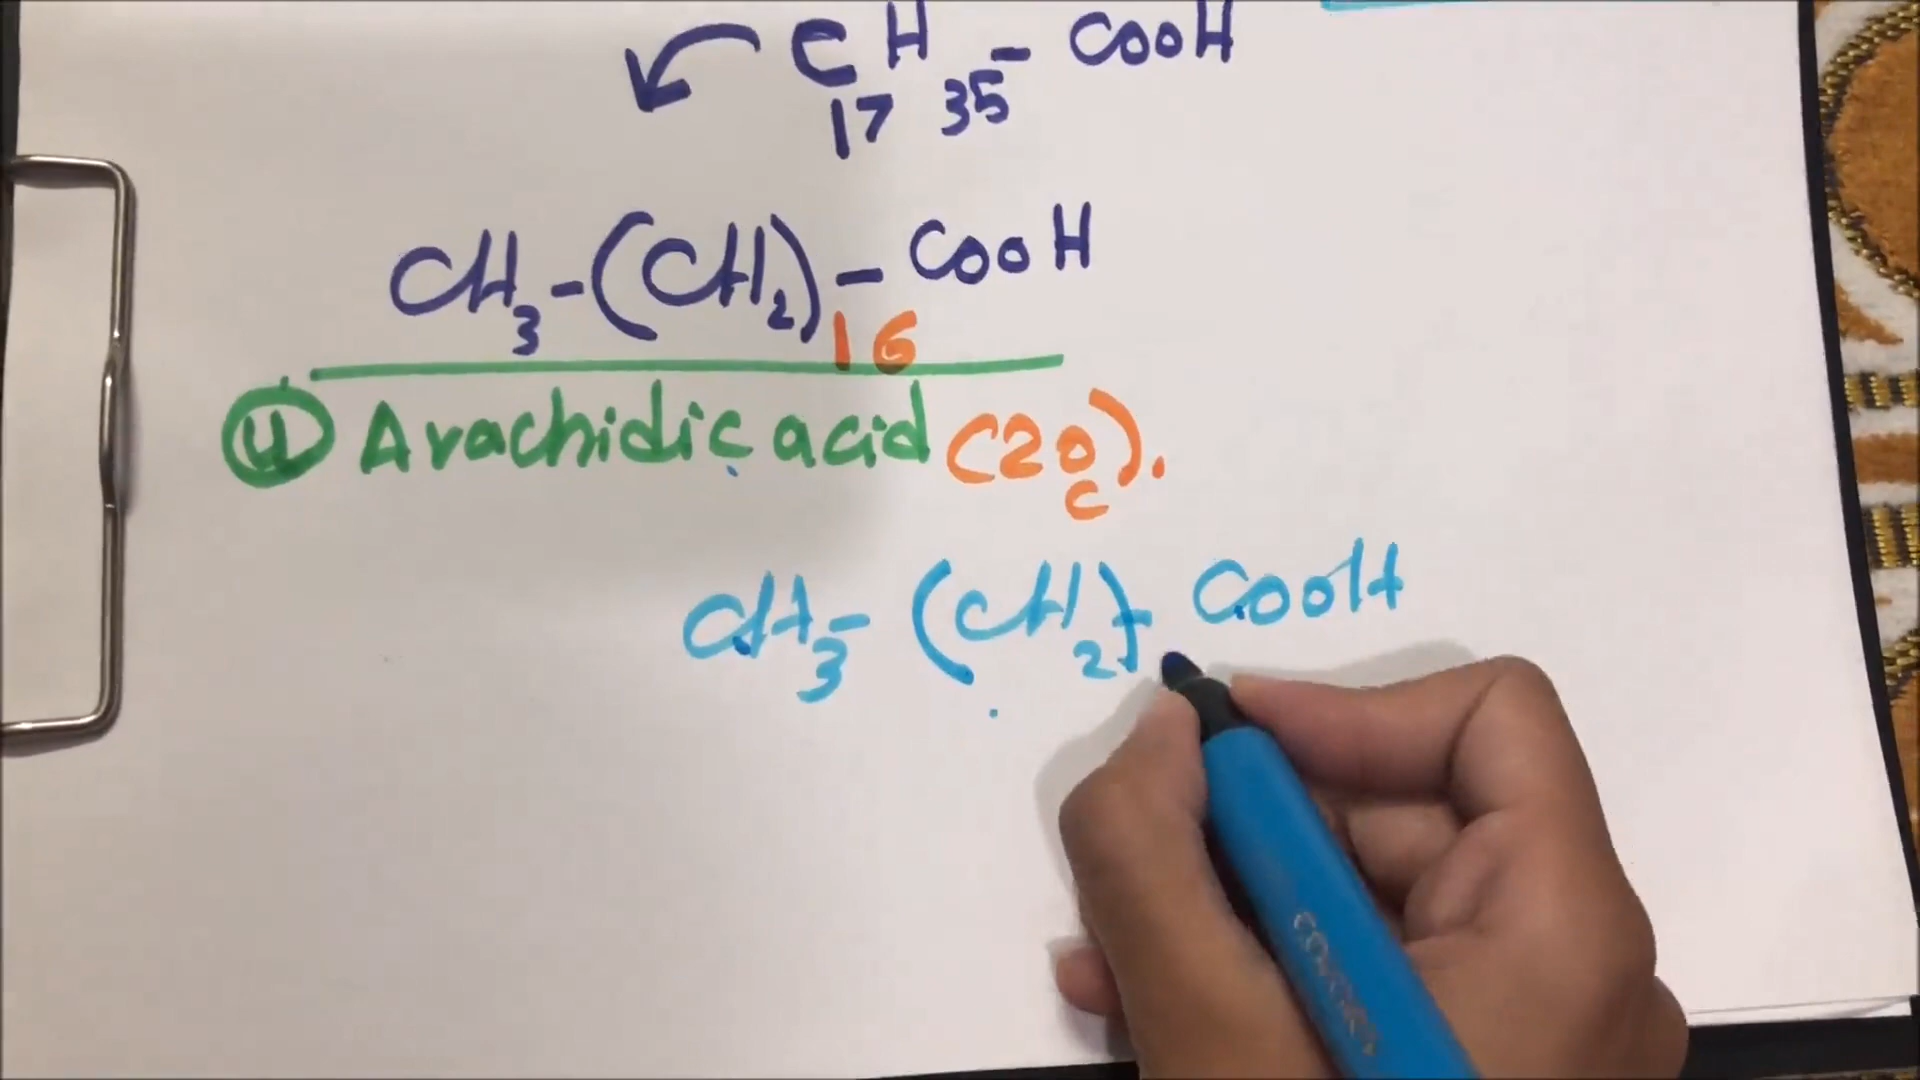 C₁₇H₃₅ - COOH
CH₃ - (CH₂)₁₆ - COOH
4 Arachidic acid (20C).
CH₃ - (CH₂) - COOH